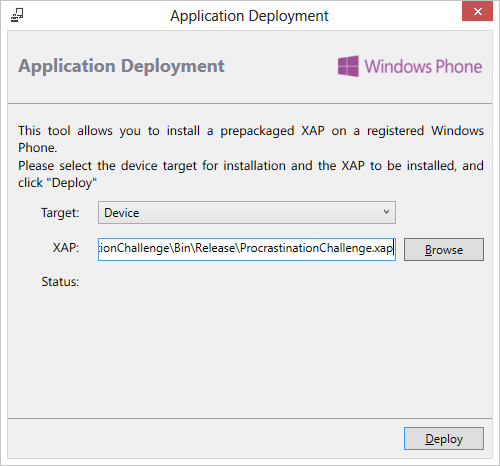 Application Deployment
Application Deployment
Windows Phone
This tool allows you to install a prepackaged XAP on a registered Windows
Phone.
Please select the device target for installation and the XAP to be installed, and
click "Deploy"
Target: Device
XAP: tionChallenge\Bin\Release\ProcrastinationChallenge.xap Browse
Status:
Deploy